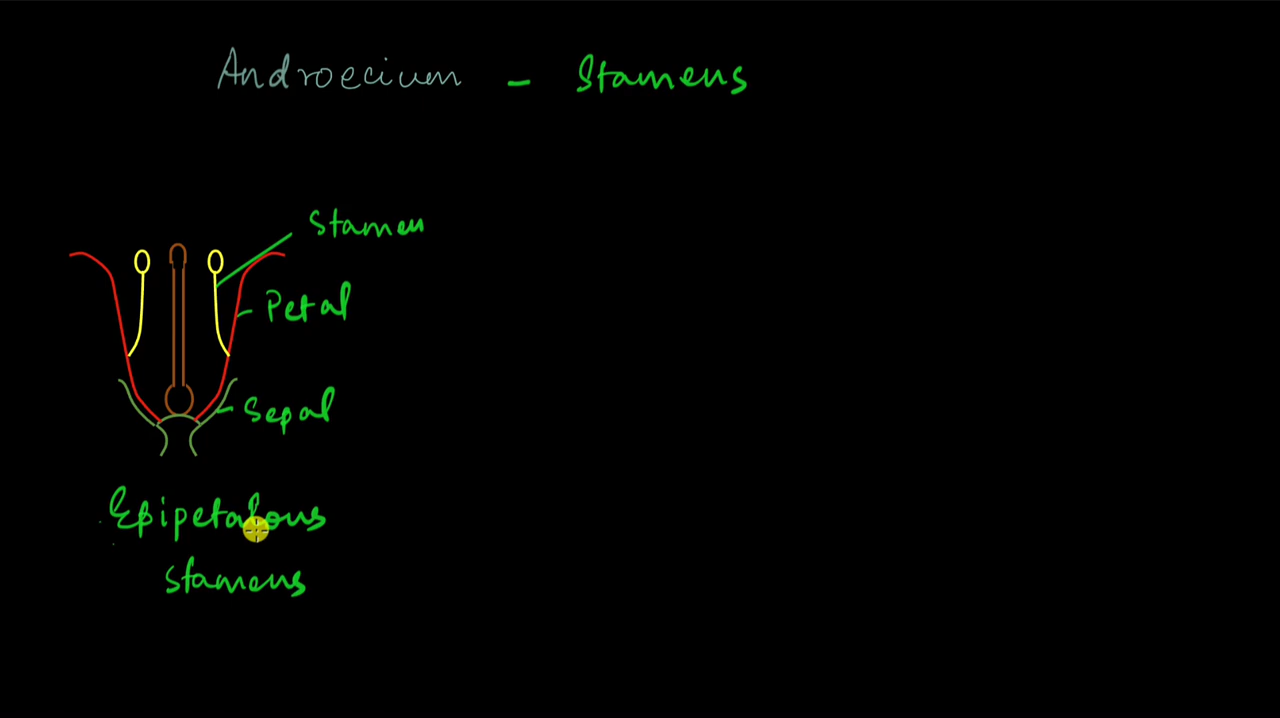 Androecium - Stamens
Stamen
Petal
Sepal
Epipetalous
stamens